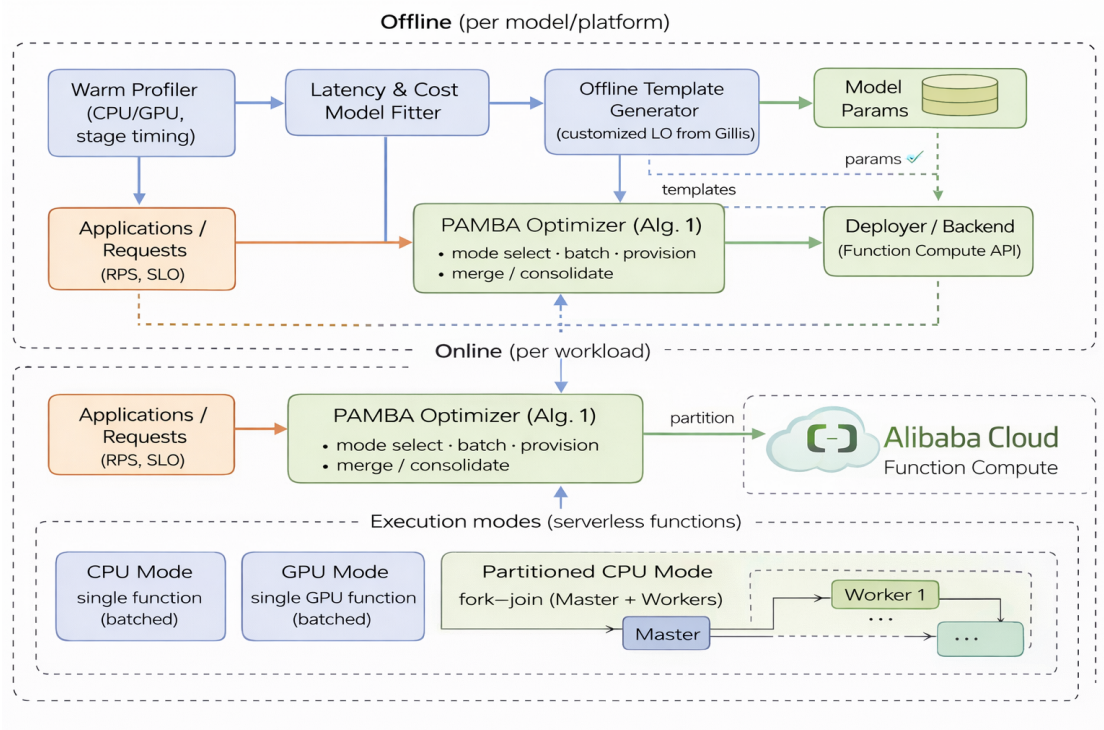 Offline (per model/platform)
Warm Profiler
(CPU/GPU,
stage timing)
Latency & Cost
Model Fitter
Offline Template
Generator
(customized LO from Gillis)
Model
Params
params
templates
Applications /
Requests
(RPS, SLO)
PAMBA Optimizer (Alg. 1)
• mode select · batch · provision
• merge / consolidate
Deployer / Backend
(Function Compute API)
Online (per workload)
Applications /
Requests
(RPS, SLO)
PAMBA Optimizer (Alg. 1)
• mode select · batch · provision
• merge / consolidate
partition
Alibaba Cloud
Function Compute
Execution modes (serverless functions)
CPU Mode
single function
(batched)
GPU Mode
single GPU function
(batched)
Partitioned CPU Mode
fork–join (Master + Workers)
Master
Worker 1
...
...